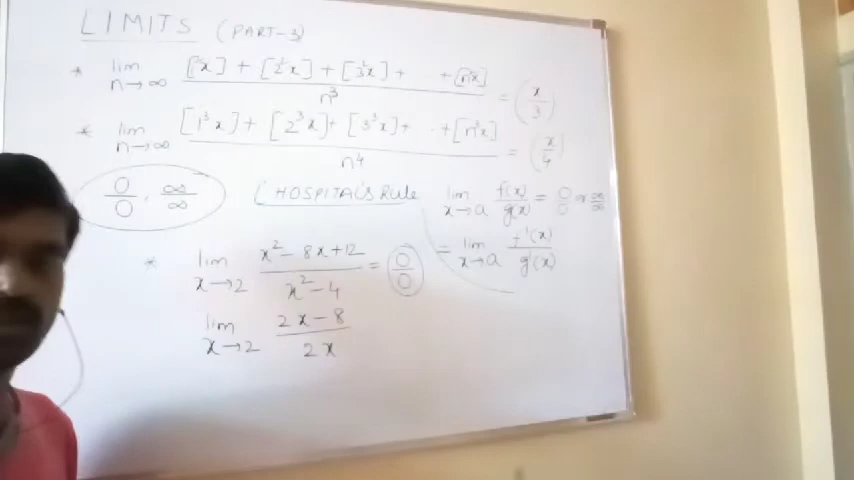 LIMITS (PART-3)
* lim n→∞ [1²x] + [2²x] + [3²x] + +[n²x] / n³ = (x/3)
* lim n→∞ [1³x] + [2³x] + [3³x] + · · +[n³x] / n⁴ = (x/4)
0/0 , ∞/∞ L'HOSPITAL'S RULE lim x→a f(x)/g(x) = 0/0 or ∞/∞
= lim x→a f'(x)/g'(x)
* lim x→2 x² - 8x + 12 / x² - 4 = 0/0
lim x→2 2x - 8 / 2x